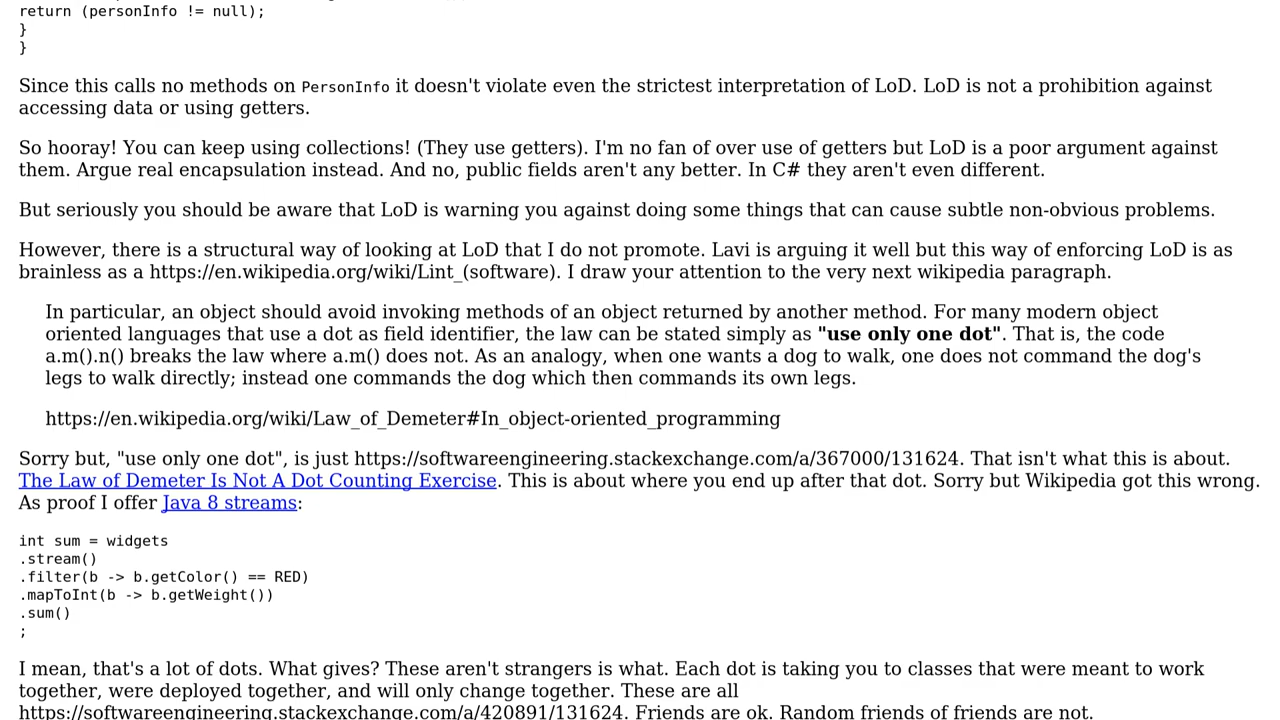 return (personInfo != null);
}
}
Since this calls no methods on PersonInfo it doesn't violate even the strictest interpretation of LoD. LoD is not a prohibition against
accessing data or using getters.
So hooray! You can keep using collections! (They use getters). I'm no fan of over use of getters but LoD is a poor argument against
them. Argue real encapsulation instead. And no, public fields aren't any better. In C# they aren't even different.
But seriously you should be aware that LoD is warning you against doing some things that can cause subtle non-obvious problems.
However, there is a structural way of looking at LoD that I do not promote. Lavi is arguing it well but this way of enforcing LoD is as
brainless as a https://en.wikipedia.org/wiki/Lint_(software). I draw your attention to the very next wikipedia paragraph.
In particular, an object should avoid invoking methods of an object returned by another method. For many modern object
oriented languages that use a dot as field identifier, the law can be stated simply as "use only one dot". That is, the code
a.m().n() breaks the law where a.m() does not. As an analogy, when one wants a dog to walk, one does not command the dog's
legs to walk directly; instead one commands the dog which then commands its own legs.
https://en.wikipedia.org/wiki/Law_of_Demeter#In_object-oriented_programming
Sorry but, "use only one dot", is just https://softwareengineering.stackexchange.com/a/367000/131624. That isn't what this is about.
The Law of Demeter Is Not A Dot Counting Exercise. This is about where you end up after that dot. Sorry but Wikipedia got this wrong.
As proof I offer Java 8 streams:
int sum = widgets
.stream()
.filter(b -> b.getColor() == RED)
.mapToInt(b -> b.getWeight())
.sum()
;
I mean, that's a lot of dots. What gives? These aren't strangers is what. Each dot is taking you to classes that were meant to work
together, were deployed together, and will only change together. These are all
https://softwareengineering.stackexchange.com/a/420891/131624. Friends are ok. Random friends of friends are not.